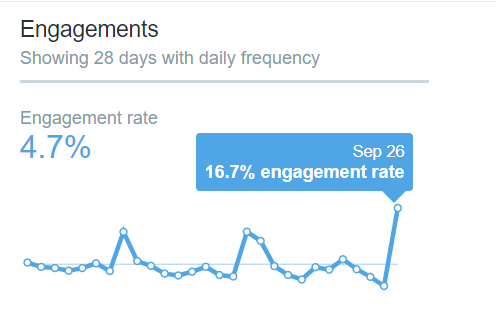 Engagements
Showing 28 days with daily frequency
Engagement rate
4.7%
Sep 26
16.7% engagement rate